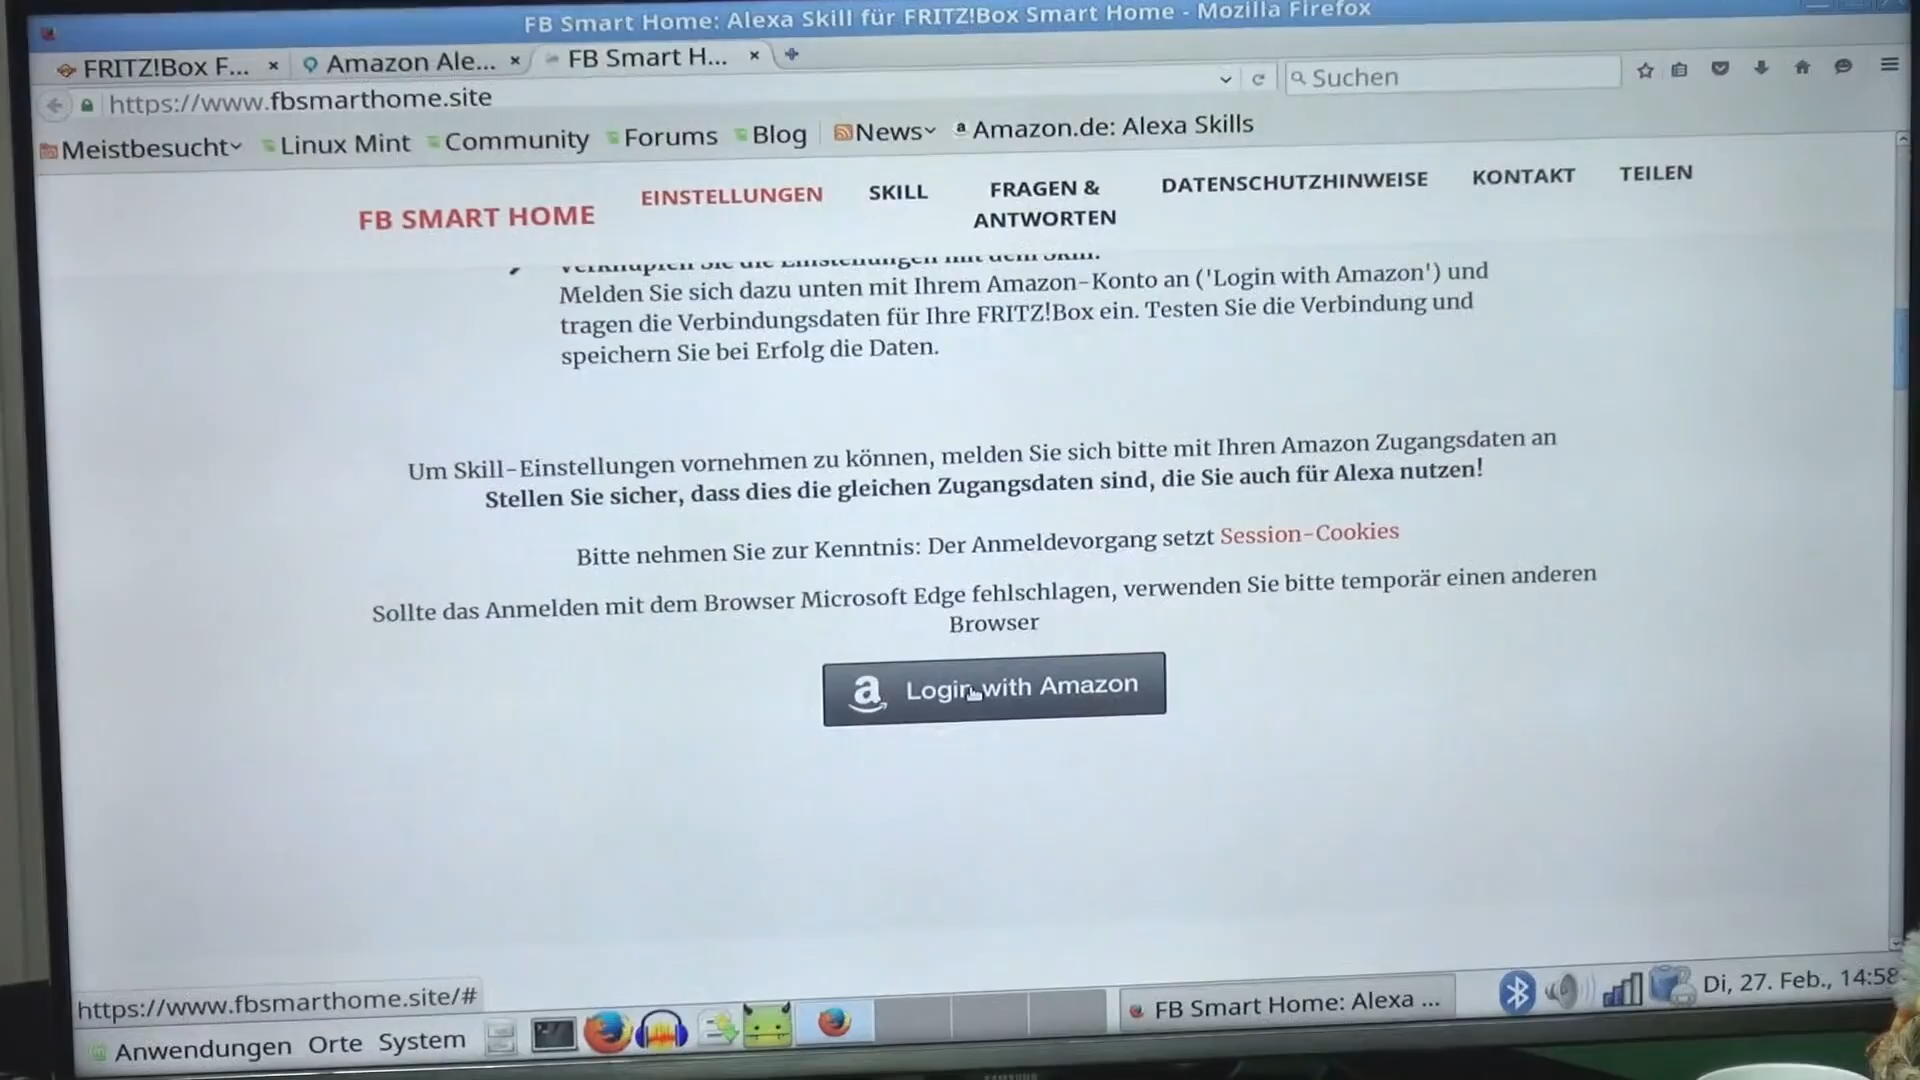 FB Smart Home: Alexa Skill für FRITZ!Box Smart Home - Mozilla Firefox
FRITZ!Box F... × Amazon Ale... × FB Smart H... ×
https://www.fbsmarthome.site
Suchen
Meistbesucht Linux Mint Community Forums Blog News Amazon.de: Alexa Skills
FB SMART HOME
EINSTELLUNGEN
SKILL
FRAGEN &
ANTWORTEN
DATENSCHUTZHINWEISE
KONTAKT
TEILEN
Verknüpfen Sie die Einstellungen mit dem Skill.
Melden Sie sich dazu unten mit Ihrem Amazon-Konto an ('Login with Amazon') und
tragen die Verbindungsdaten für Ihre FRITZ!Box ein. Testen Sie die Verbindung und
speichern Sie bei Erfolg die Daten.
Um Skill-Einstellungen vornehmen zu können, melden Sie sich bitte mit Ihren Amazon Zugangsdaten an
Stellen Sie sicher, dass dies die gleichen Zugangsdaten sind, die Sie auch für Alexa nutzen!
Bitte nehmen Sie zur Kenntnis: Der Anmeldevorgang setzt Session-Cookies
Sollte das Anmelden mit dem Browser Microsoft Edge fehlschlagen, verwenden Sie bitte temporär einen anderen
Browser
a Login with Amazon
https://www.fbsmarthome.site/#
Anwendungen Orte System
FB Smart Home: Alexa ...
Di, 27. Feb., 14:58
SAMSUNG